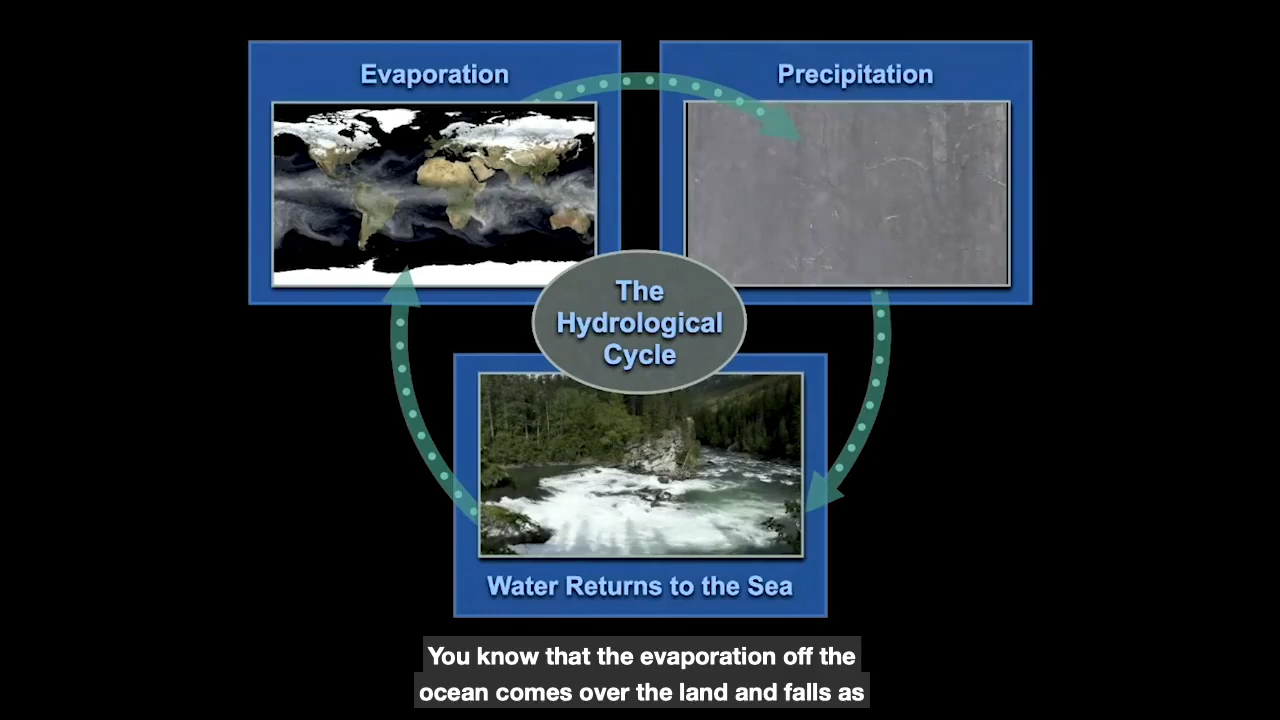 Evaporation
Precipitation
The
Hydrological
Cycle
Water Returns to the Sea
You know that the evaporation off the
ocean comes over the land and falls as